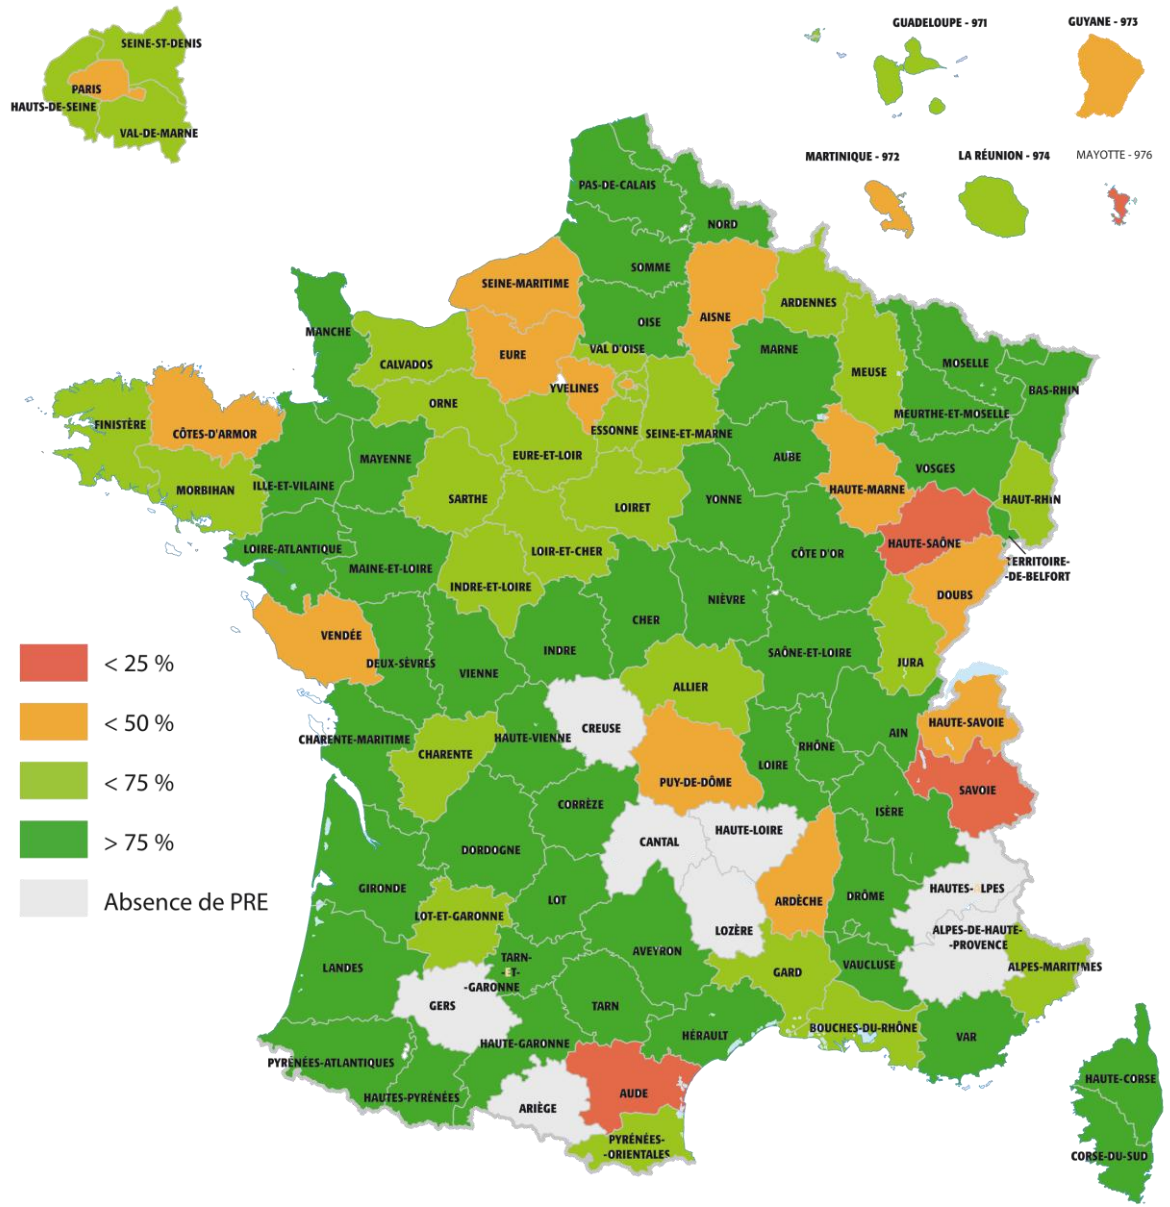 SEINE-ST-DENIS
PARIS
HAUTS-DE-SEINE
VAL-DE-MARNE
GUADELOUPE - 971
GUYANE - 973
MARTINIQUE - 972
LA RÉUNION - 974
MAYOTTE - 976
PAS-DE-CALAIS
NORD
SOMME
SEINE-MARITIME
OISE
AISNE
ARDENNES
MANCHE
CALVADOS
EURE
VAL D'OISE
MARNE
MEUSE
MOSELLE
BAS-RHIN
YVELINES
ORNE
ESSONNE
SEINE-ET-MARNE
MEURTHE-ET-MOSELLE
FINISTÈRE
CÔTES-D'ARMOR
MAYENNE
EURE-ET-LOIR
AUBE
VOSGES
MORBIHAN
ILLE-ET-VILAINE
SARTHE
LOIRET
YONNE
HAUTE-MARNE
HAUT-RHIN
LOIRE-ATLANTIQUE
MAINE-ET-LOIRE
LOIR-ET-CHER
CÔTE D'OR
HAUTE-SAÔNE
TERRITOIRE-
-DE-BELFORT
INDRE-ET-LOIRE
NIÈVRE
DOUBS
CHER
VENDÉE
DEUX-SÈVRES
VIENNE
INDRE
SAÔNE-ET-LOIRE
JURA
ALLIER
CHARENTE-MARITIME
CHARENTE
HAUTE-VIENNE
CREUSE
RHÔNE
AIN
HAUTE-SAVOIE
PUY-DE-DÔME
LOIRE
SAVOIE
CORRÈZE
ISÈRE
DORDOGNE
CANTAL
HAUTE-LOIRE
GIRONDE
LOT
ARDÈCHE
DRÔME
HAUTES-ALPES
LOT-ET-GARONNE
LOZÈRE
ALPES-DE-HAUTE-
-PROVENCE
LANDES
TARN-
-ET-
-GARONNE
AVEYRON
GARD
VAUCLUSE
ALPES-MARITIMES
GERS
TARN
HÉRAULT
BOUCHES-DU-RHÔNE
VAR
PYRÉNÉES-ATLANTIQUES
HAUTE-GARONNE
HAUTES-PYRÉNÉES
ARIÈGE
AUDE
PYRÉNÉES-
-ORIENTALES
HAUTE-CORSE
CORSE-DU-SUD
< 25 %
< 50 %
< 75 %
> 75 %
Absence de PRE